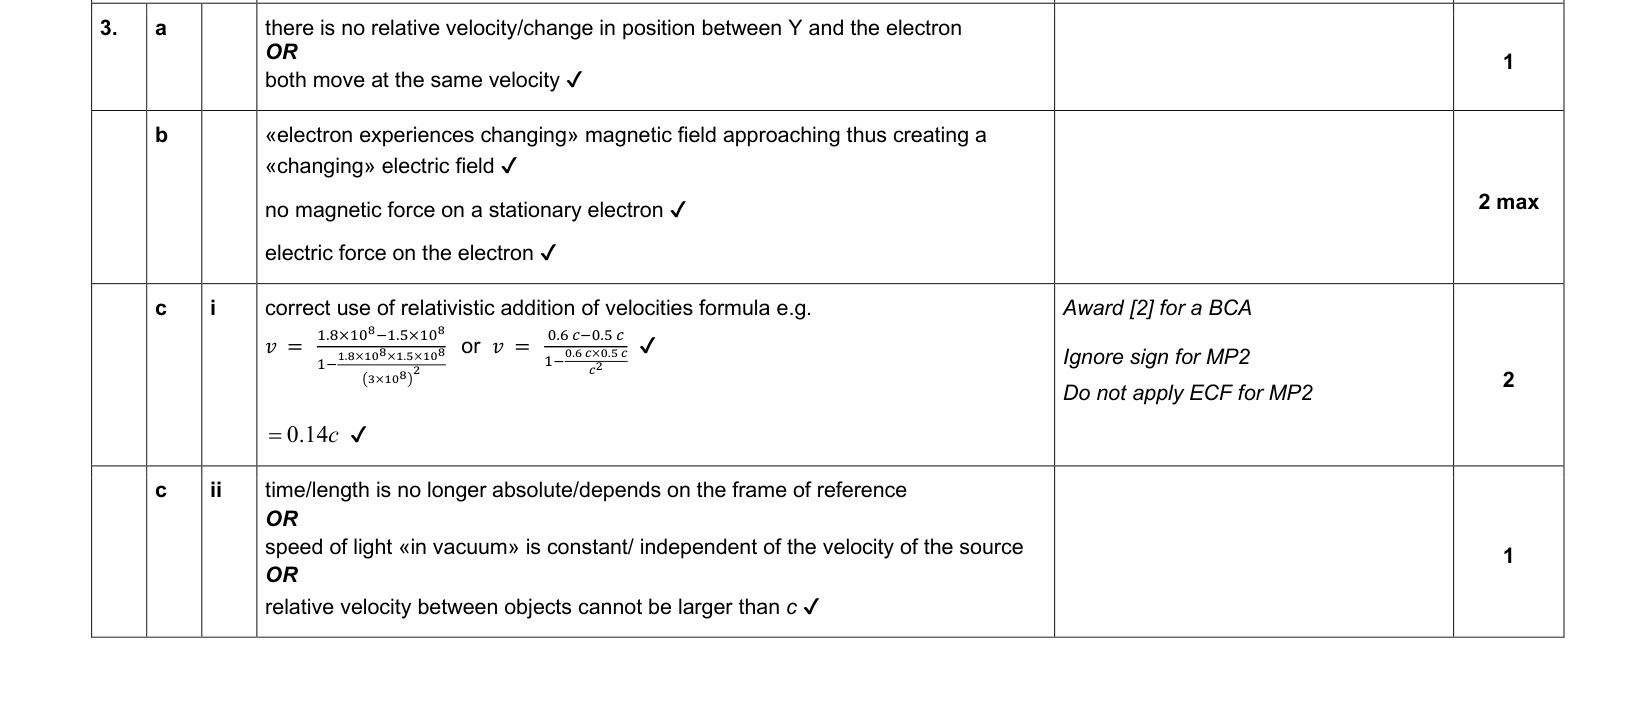 3. a there is no relative velocity/change in position between Y and the electron
OR
both move at the same velocity ✓
1
b «electron experiences changing» magnetic field approaching thus creating a
«changing» electric field ✓
no magnetic force on a stationary electron ✓
electric force on the electron ✓
2 max
c i correct use of relativistic addition of velocities formula e.g.
v = (1.8×10⁸−1.5×10⁸)/(1−(1.8×10⁸×1.5×10⁸)/(3×10⁸)²) or v = (0.6 c−0.5 c)/(1−(0.6 c×0.5 c)/c²) ✓
= 0.14c ✓
Award [2] for a BCA
Ignore sign for MP2
Do not apply ECF for MP2
2
c ii time/length is no longer absolute/depends on the frame of reference
OR
speed of light «in vacuum» is constant/ independent of the velocity of the source
OR
relative velocity between objects cannot be larger than c ✓
1